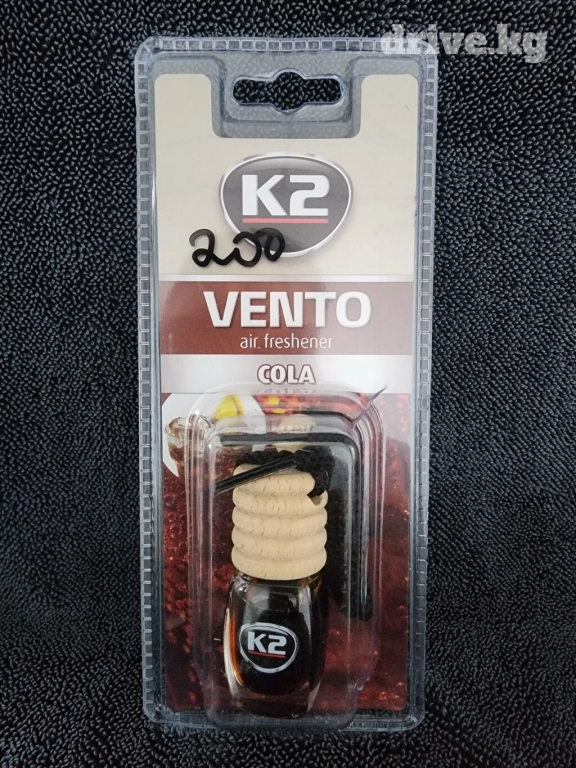 drive.kg
K2
200
VENTO
air freshener
COLA
K2